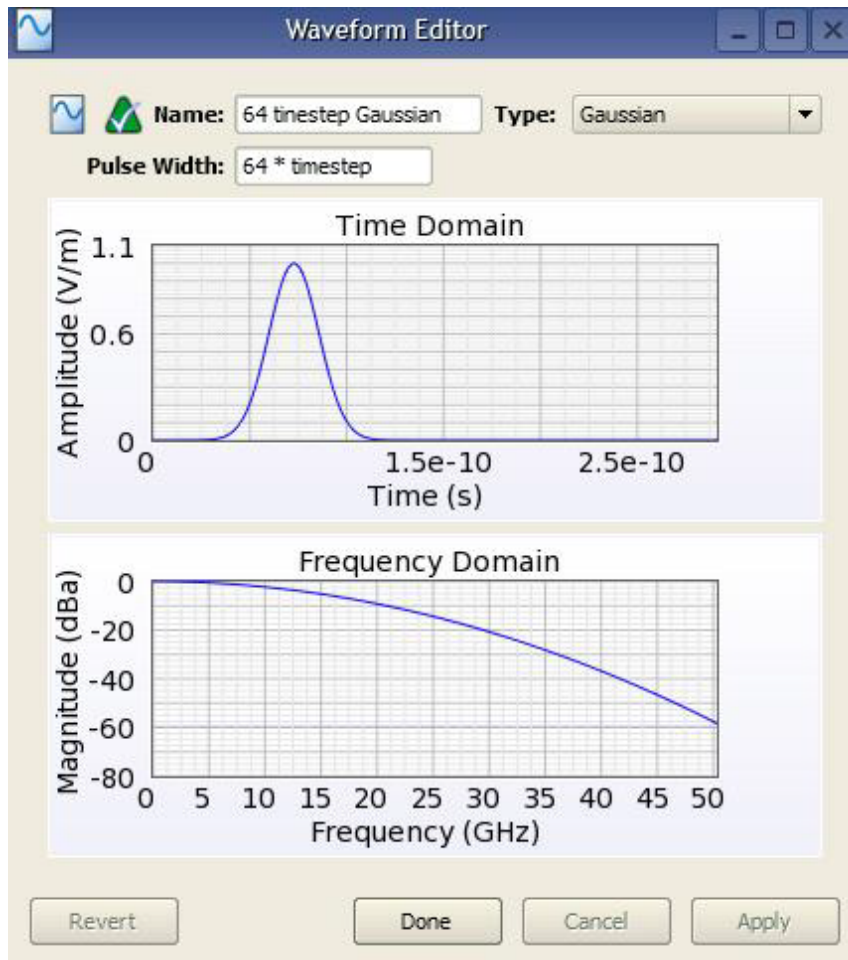 Waveform Editor
Name: 64 tinestep Gaussian Type: Gaussian
Pulse Width: 64 * timestep
Time Domain
Amplitude (V/m)
1.1
0.6
0
0 1.5e-10 2.5e-10
Time (s)
Frequency Domain
Magnitude (dBa)
0
-20
-40
-60
-80
0 5 10 15 20 25 30 35 40 45 50
Frequency (GHz)
Revert Done Cancel Apply